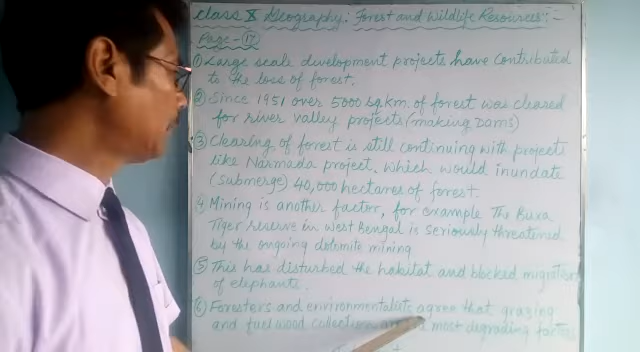 Class X Geography: Forest and Wildlife Resources:-
Page-17
① Large scale development projects have contributed
to the loss of forest.
② Since 1951 over 5000 sq.km. of forest was cleared
for river valley projects (making Dams)
③ Clearing of forest is still continuing with projects
like Narmada project, which would inundate
(submerge) 40,000 hectares of forest.
④ Mining is another factor, for example The Buxa
Tiger reserve in West Bengal is seriously threatened
by the ongoing dolomite mining
⑤ This has disturbed the habitat and blocked migration
of elephants.
⑥ Foresters and environmentalists agree that grazing
and fuelwood collection most degrading factors